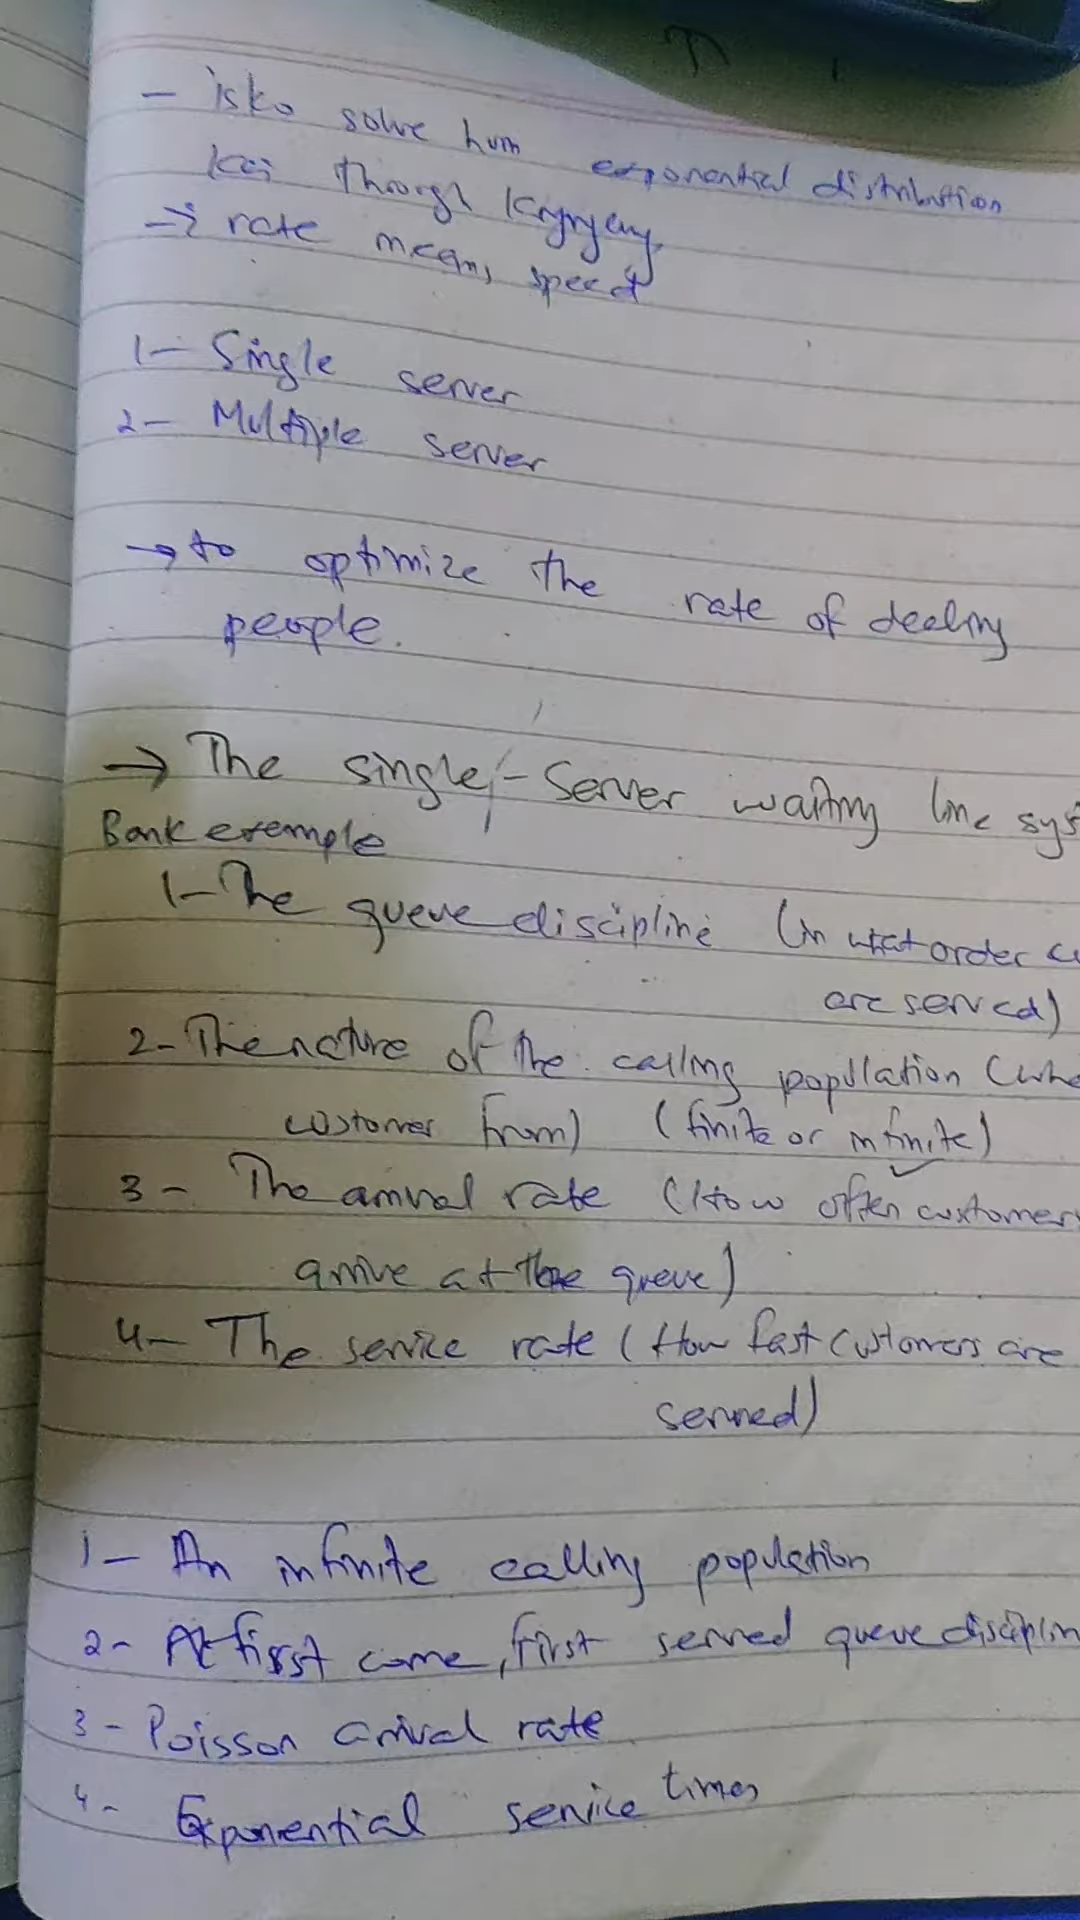 - isko solve hum exponential distribution
kei through krynyeny
→ rate means speed
1- Single server
2- Multiple server
→ to optimize the rate of dealing
people.
→ The single-Server waiting line sys
Bank example
1- The queue discipline (in what order cu
are served)
2- The nature of the calling population (whe
customer from) (finite or infinite)
3- The arrival rate (How often customers
arrive at the queue)
4- The service rate (How fast customers are
served)
1- An infinite calling population
2- A first come, first served queue disciplin
3- Poisson arrival rate
4- Exponential service times